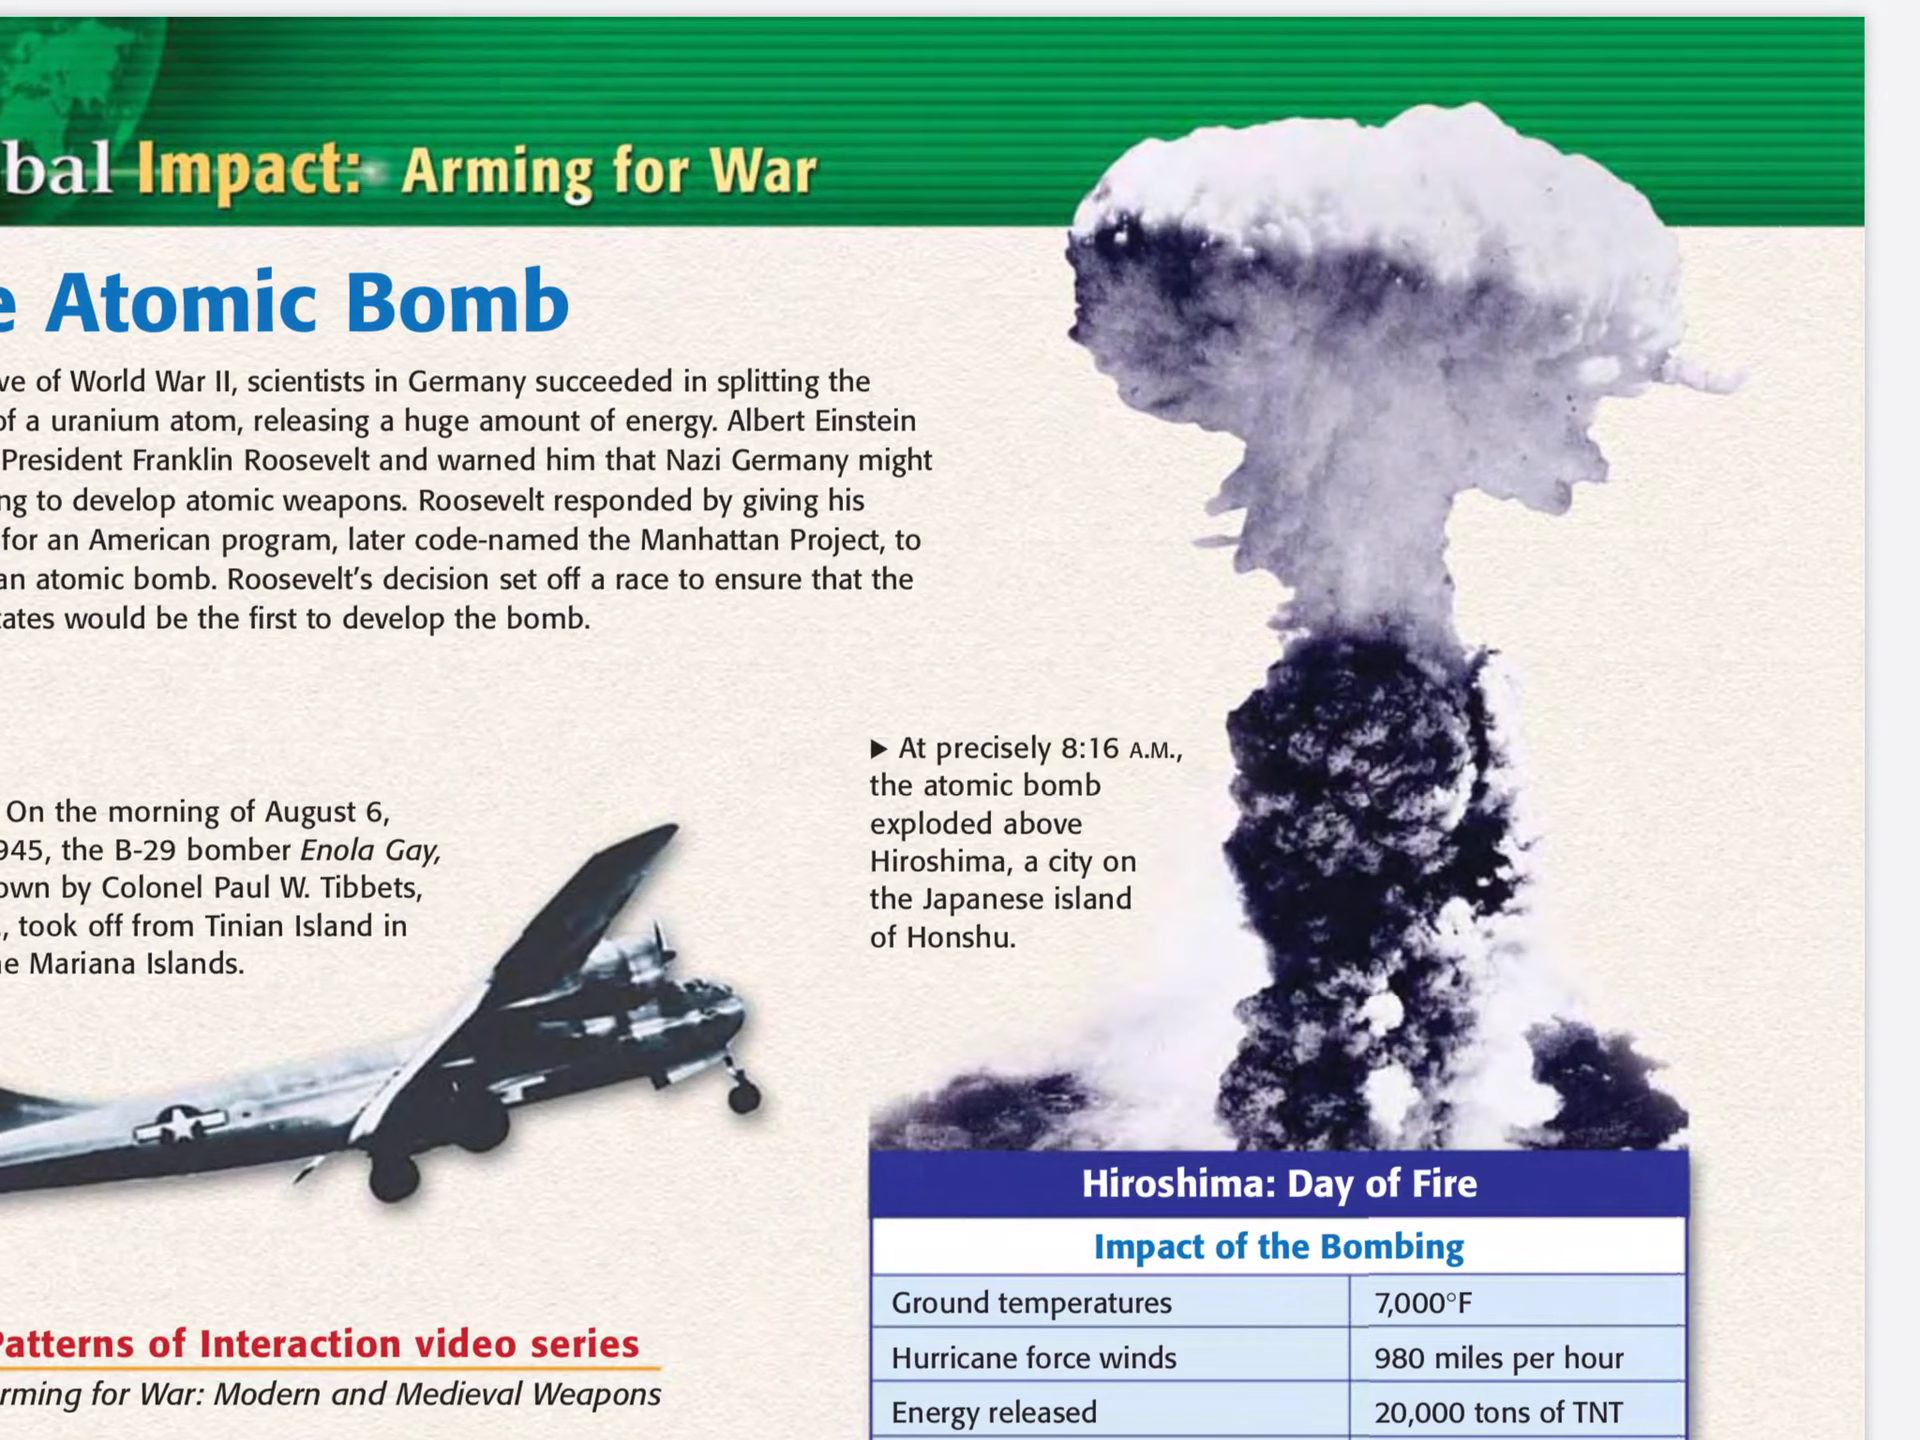 bal Impact: Arming for War
e Atomic Bomb
ve of World War II, scientists in Germany succeeded in splitting the
of a uranium atom, releasing a huge amount of energy. Albert Einstein
President Franklin Roosevelt and warned him that Nazi Germany might
ng to develop atomic weapons. Roosevelt responded by giving his
for an American program, later code-named the Manhattan Project, to
an atomic bomb. Roosevelt's decision set off a race to ensure that the
tates would be the first to develop the bomb.
On the morning of August 6,
945, the B-29 bomber Enola Gay,
own by Colonel Paul W. Tibbets,
., took off from Tinian Island in
he Mariana Islands.
▶ At precisely 8:16 A.M.,
the atomic bomb
exploded above
Hiroshima, a city on
the Japanese island
of Honshu.
Patterns of Interaction video series
rming for War: Modern and Medieval Weapons
Hiroshima: Day of Fire
Impact of the Bombing
Ground temperatures 7,000°F
Hurricane force winds 980 miles per hour
Energy released 20,000 tons of TNT